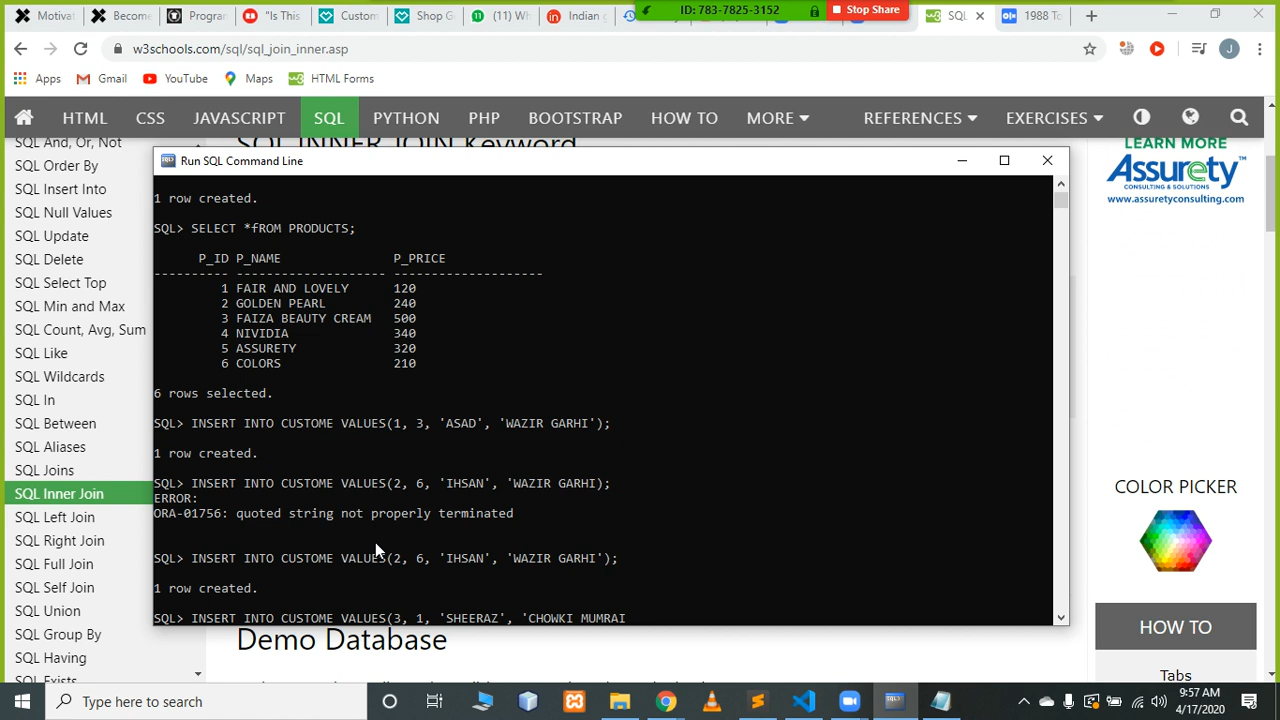 Motivat
Become
Progran
"Is This
Custom
Shop G
(11) Wh
Indian g
ID: 783-7825-3152
Stop Share
SQL
1988 To
w3schools.com/sql/sql_join_inner.asp
J
Apps
Gmail
YouTube
Maps
HTML Forms
HTML
CSS
JAVASCRIPT
SQL
PYTHON
PHP
BOOTSTRAP
HOW TO
MORE
REFERENCES
EXERCISES
SQL And, Or, Not
SQL Order By
SQL Insert Into
SQL Null Values
SQL Update
SQL Delete
SQL Select Top
SQL Min and Max
SQL Count, Avg, Sum
SQL Like
SQL Wildcards
SQL In
SQL Between
SQL Aliases
SQL Joins
SQL Inner Join
SQL Left Join
SQL Right Join
SQL Full Join
SQL Self Join
SQL Union
SQL Group By
SQL Having
SQL Exists
SQL INNER JOIN Keyword
Run SQL Command Line
1 row created.
SQL> SELECT *fROM PRODUCTS;
P_ID P_NAME P_PRICE
---------- -------------------- --------------------
1 FAIR AND LOVELY 120
2 GOLDEN PEARL 240
3 FAIZA BEAUTY CREAM 500
4 NIVIDIA 340
5 ASSURETY 320
6 COLORS 210
6 rows selected.
SQL> INSERT INTO CUSTOME VALUES(1, 3, 'ASAD', 'WAZIR GARHI');
1 row created.
SQL> INSERT INTO CUSTOME VALUES(2, 6, 'IHSAN', 'WAZIR GARHI);
ERROR:
ORA-01756: quoted string not properly terminated
SQL> INSERT INTO CUSTOME VALUES(2, 6, 'IHSAN', 'WAZIR GARHI');
1 row created.
SQL> INSERT INTO CUSTOME VALUES(3, 1, 'SHEERAZ', 'CHOWKI MUMRAI
Demo Database
LEARN MORE
Assurety
CONSULTING & SOLUTIONS
www.assuretyconsulting.com
COLOR PICKER
HOW TO
Tabs
Type here to search
9:57 AM
4/17/2020